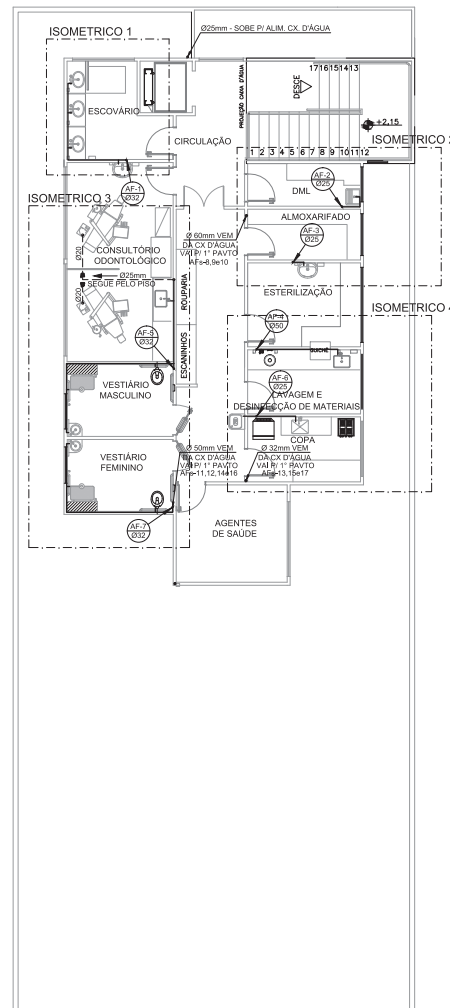 Ø25mm - SOBE P/ ALIM. CX. D'ÁGUA
ISOMETRICO 1
ESCOVÁRIO
PROJEÇÃO CAIXA D'ÁGUA
DESCE
17 16 15 14 13
+2,15
CIRCULAÇÃO
1 2 3 4 5 6 7 8 9 10 11 12
ISOMETRICO 2
AF-1
Ø32
AF-2
Ø25
DML
ISOMETRICO 3
ALMOXARIFADO
AF-3
Ø25
Ø 60mm VEM
DA CX D'ÁGUA
VAI P/ 1° PAVTO
AFs-8,9e10
CONSULTÓRIO
ODONTOLÓGICO
Ø20
Ø25mm
SEGUE PELO PISO
Ø20
ROUPARIA
ESTERILIZAÇÃO
ISOMETRICO 4
AF-4
Ø50
AF-5
Ø32
ESCANINHOS
GUICHÊ
AF-6
Ø25
VESTIÁRIO
MASCULINO
LAVAGEM E
DESINFECÇÃO DE MATERIAIS
COPA
VESTIÁRIO
FEMININO
Ø 50mm VEM
DA CX D'ÁGUA
VAI P/ 1° PAVTO
AFs-11,12,14e16
Ø 32mm VEM
DA CX D'ÁGUA
VAI P/ 1° PAVTO
AFs-13,15e17
AF-7
Ø32
AGENTES
DE SAÚDE